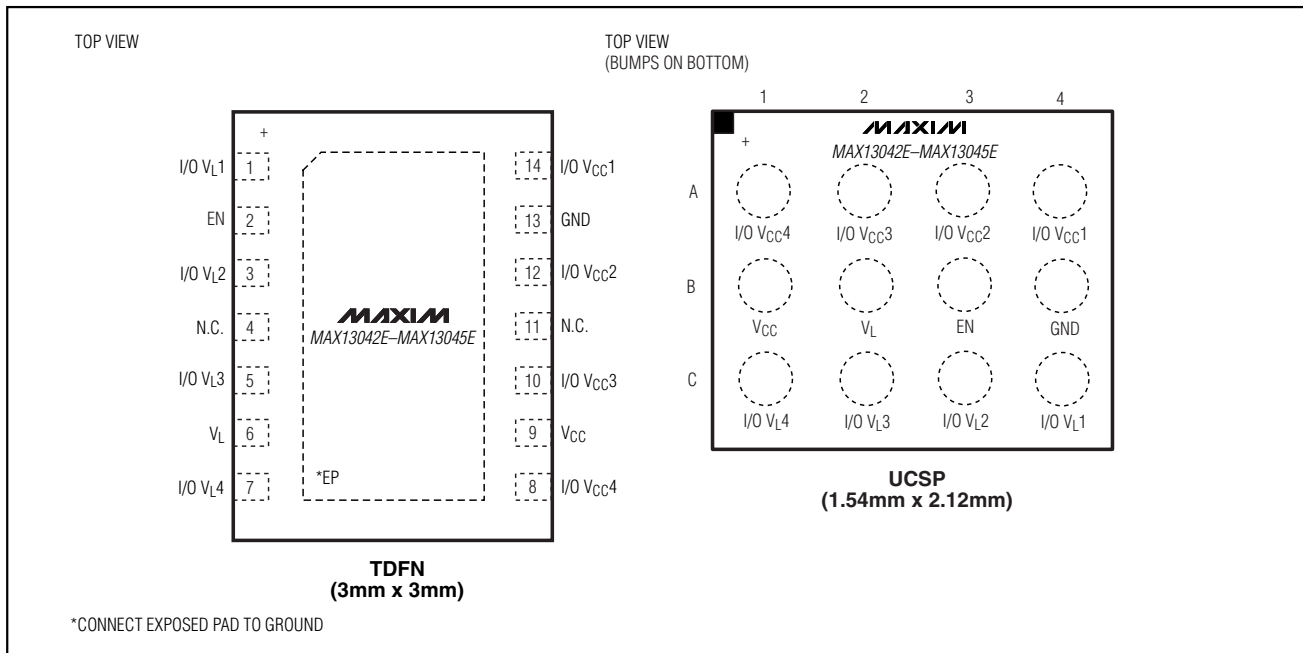 TOP VIEW
+
I/O VL1 1
EN 2
I/O VL2 3
N.C. 4
I/O VL3 5
VL 6
I/O VL4 7
14 I/O VCC1
13 GND
12 I/O VCC2
11 N.C.
10 I/O VCC3
9 VCC
8 I/O VCC4
MAXIM
MAX13042E–MAX13045E
*EP
TDFN
(3mm x 3mm)
*CONNECT EXPOSED PAD TO GROUND
TOP VIEW
(BUMPS ON BOTTOM)
1 2 3 4
MAXIM
+
MAX13042E–MAX13045E
A
I/O VCC4 I/O VCC3 I/O VCC2 I/O VCC1
B
VCC VL EN GND
C
I/O VL4 I/O VL3 I/O VL2 I/O VL1
UCSP
(1.54mm x 2.12mm)